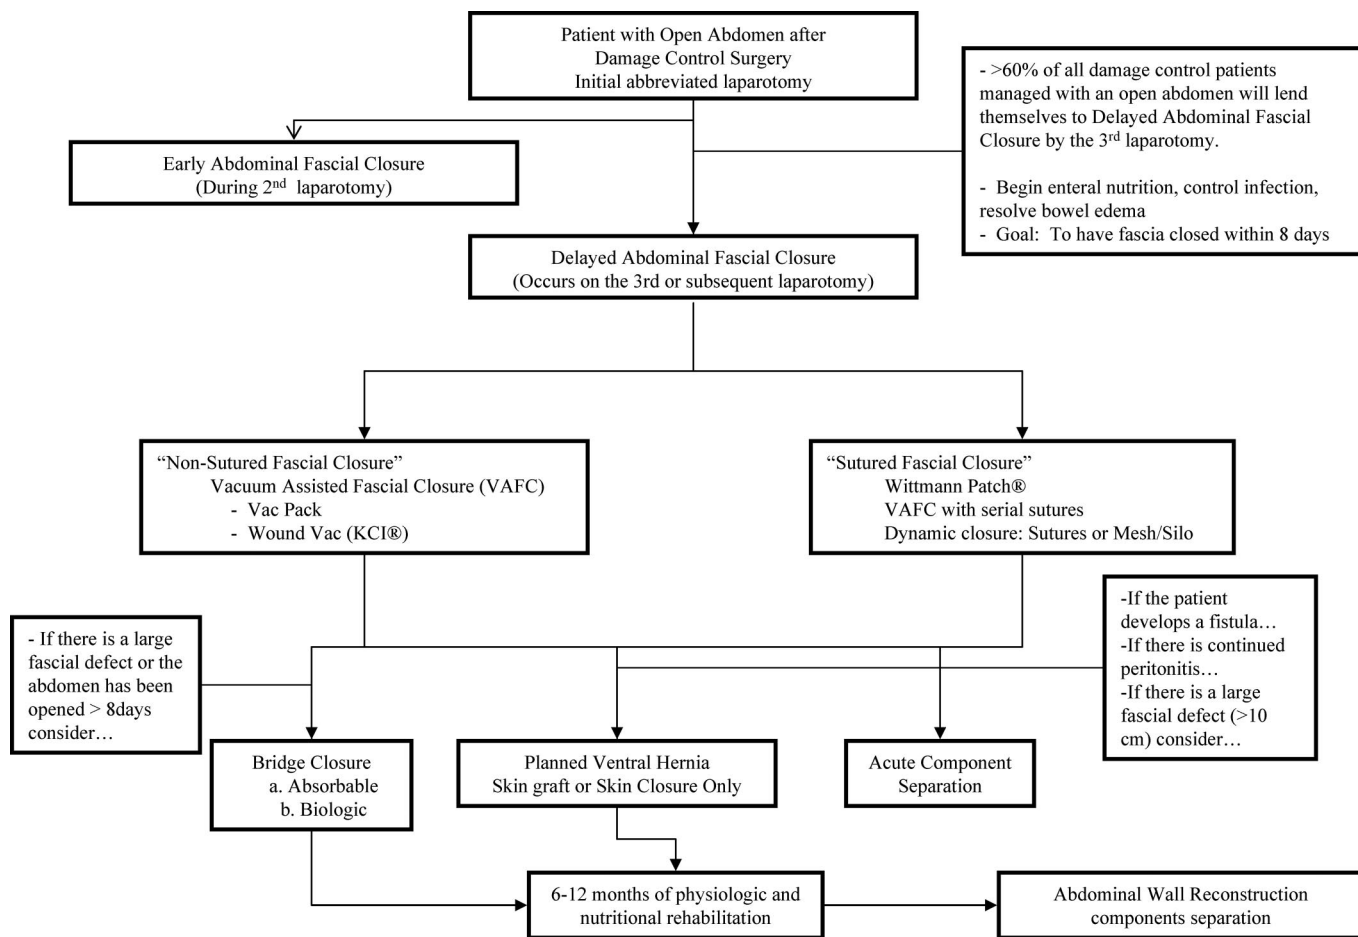 Patient with Open Abdomen after
Damage Control Surgery
Initial abbreviated laparotomy
- >60% of all damage control patients
managed with an open abdomen will lend
themselves to Delayed Abdominal Fascial
Closure by the 3rd laparotomy.
- Begin enteral nutrition, control infection,
resolve bowel edema
- Goal: To have fascia closed within 8 days
Early Abdominal Fascial Closure
(During 2nd laparotomy)
Delayed Abdominal Fascial Closure
(Occurs on the 3rd or subsequent laparotomy)
“Non-Sutured Fascial Closure”
Vacuum Assisted Fascial Closure (VAFC)
- Vac Pack
- Wound Vac (KCI®)
“Sutured Fascial Closure”
Wittmann Patch®
VAFC with serial sutures
Dynamic closure: Sutures or Mesh/Silo
- If there is a large
fascial defect or the
abdomen has been
opened > 8days
consider…
-If the patient
develops a fistula…
-If there is continued
peritonitis…
-If there is a large
fascial defect (>10
cm) consider…
Bridge Closure
a. Absorbable
b. Biologic
Planned Ventral Hernia
Skin graft or Skin Closure Only
Acute Component
Separation
6-12 months of physiologic and
nutritional rehabilitation
Abdominal Wall Reconstruction
components separation